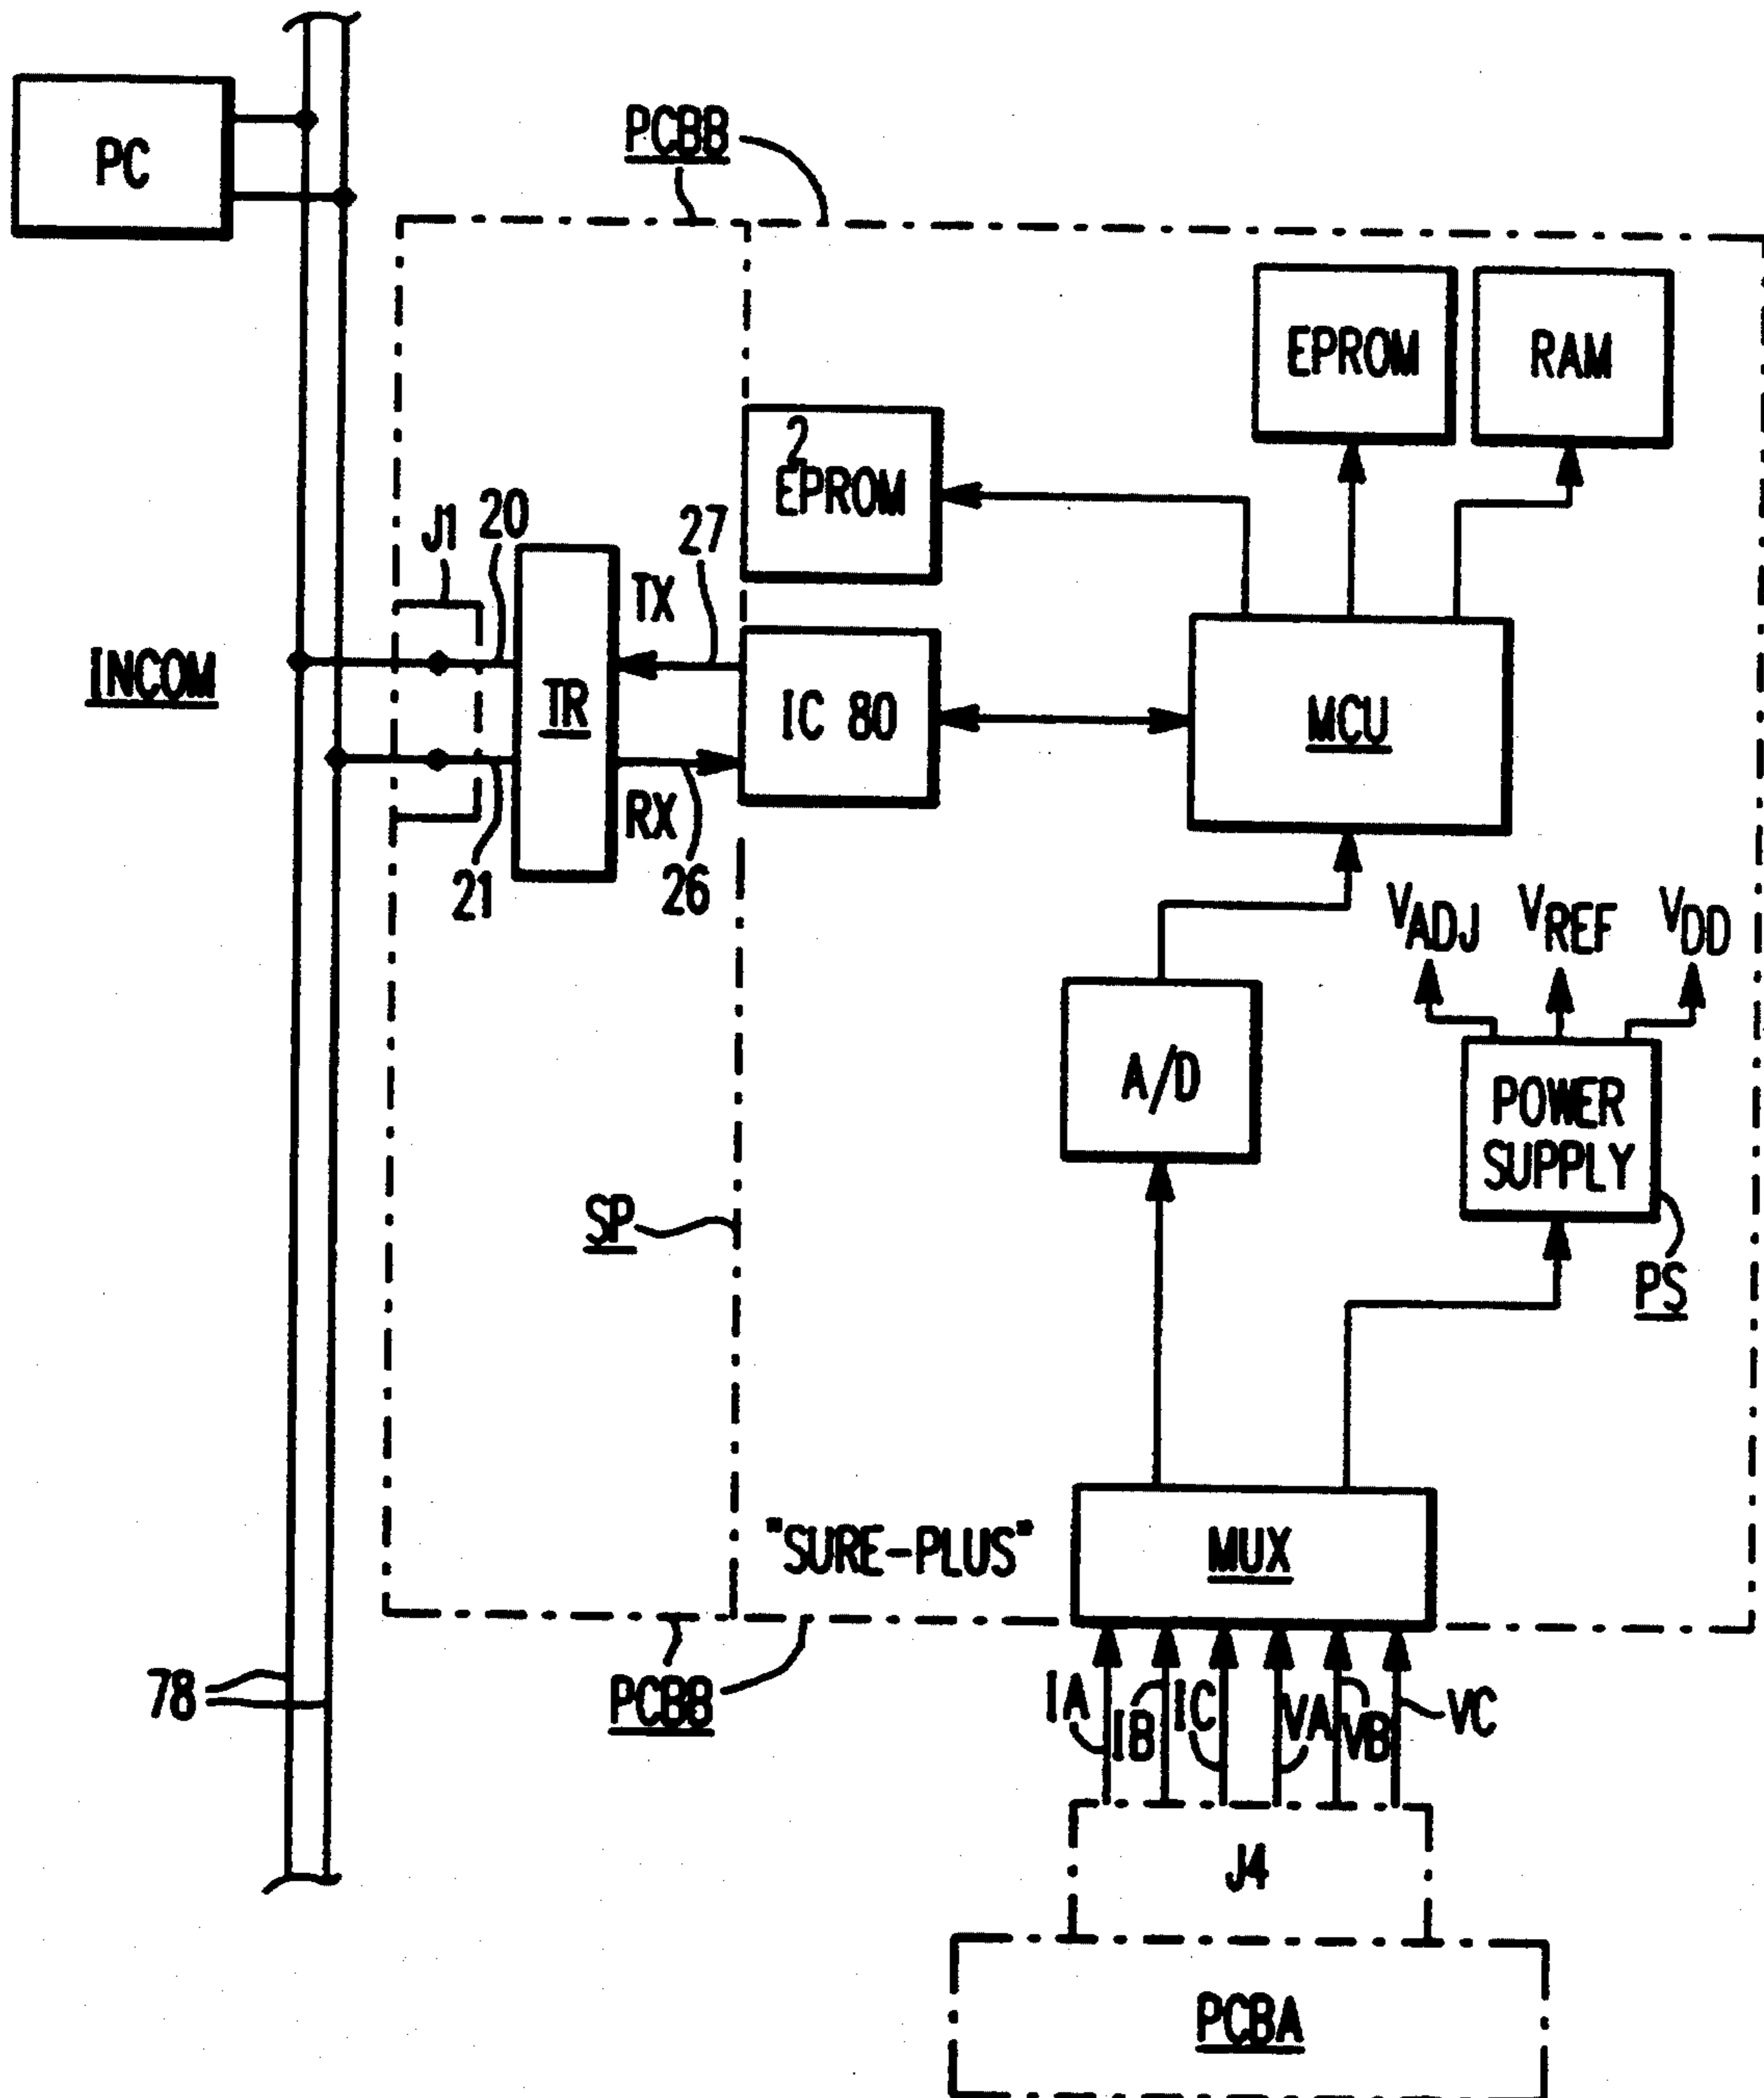 PC
PCBB
EPROM
RAM
2
EPROM
J1
20
27
TX
INCOM
TR
IC 80
MCU
RX
21
26
VADJ
VREF
VDD
A/D
POWER
SUPPLY
SP
PS
"SURE-PLUS"
MUX
78
PCBB
IA
IB
IC
VA
VB
VC
J4
PCBA